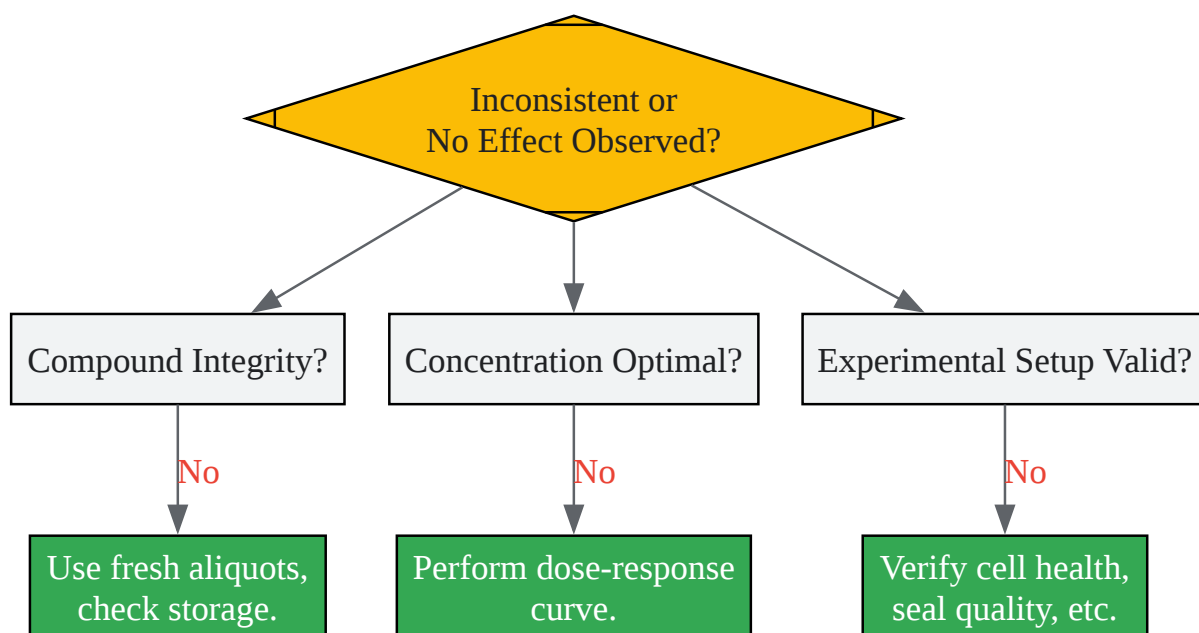 Inconsistent or
No Effect Observed?
Compound Integrity?
Concentration Optimal?
Experimental Setup Valid?
No
No
No
Use fresh aliquots,
check storage.
Perform dose-response
curve.
Verify cell health,
seal quality, etc.